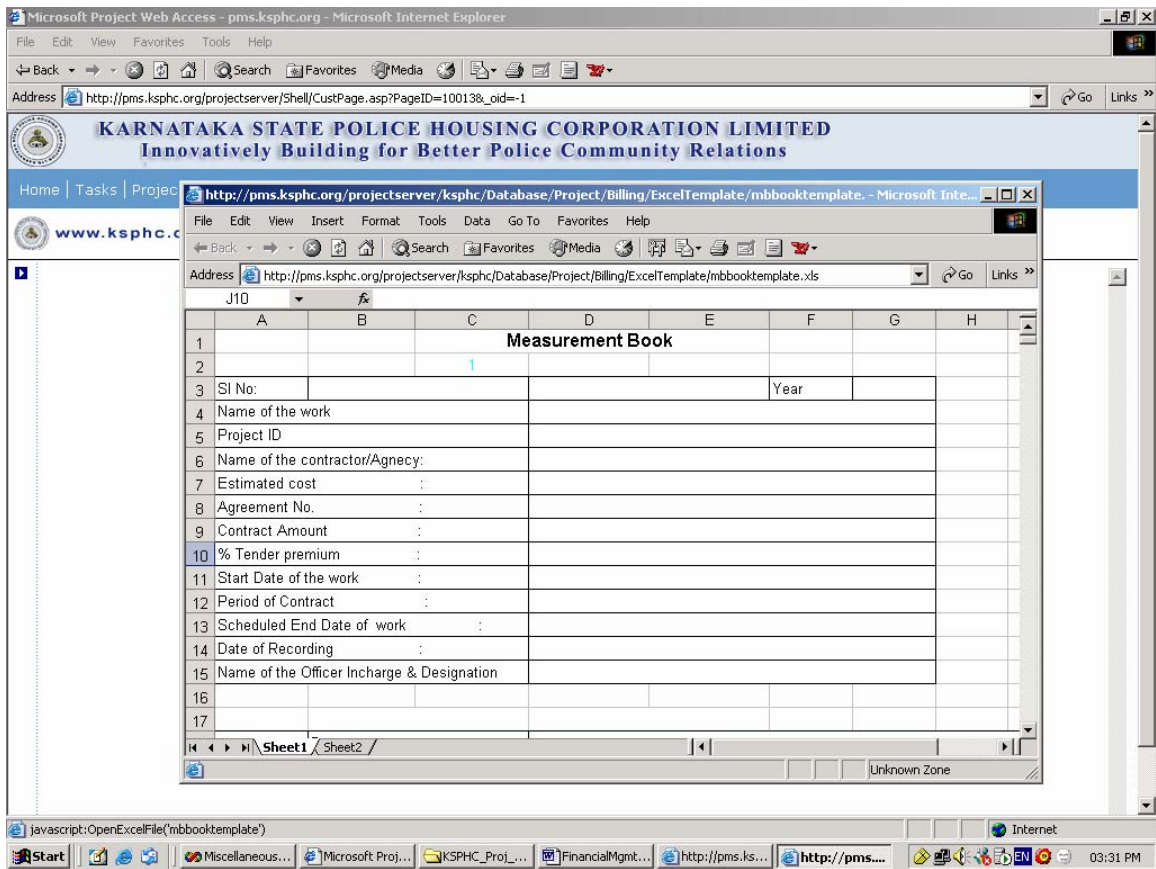 Microsoft Project Web Access - pms.ksphc.org - Microsoft Internet Explorer
File Edit View Favorites Tools Help
Back Search Favorites Media
Address http://pms.ksphc.org/projectserver/Shell/CustPage.asp?PageID=10013&_oid=-1 Go Links »
KARNATAKA STATE POLICE HOUSING CORPORATION LIMITED
Innovatively Building for Better Police Community Relations
Home | Tasks | Projec
www.ksphc.c
http://pms.ksphc.org/projectserver/ksphc/Database/Project/Billing/ExcelTemplate/mbbooktemplate. - Microsoft Inte...
File Edit View Insert Format Tools Data Go To Favorites Help
Back Search Favorites Media
Address http://pms.ksphc.org/projectserver/ksphc/Database/Project/Billing/ExcelTemplate/mbbooktemplate.xls Go Links »
J10 fx
A B C D E F G H
1 Measurement Book
2 1
3 Sl No: Year
4 Name of the work
5 Project ID
6 Name of the contractor/Agnecy:
7 Estimated cost :
8 Agreement No. :
9 Contract Amount :
10 % Tender premium :
11 Start Date of the work :
12 Period of Contract :
13 Scheduled End Date of work :
14 Date of Recording :
15 Name of the Officer Incharge & Designation
16
17
Sheet1 Sheet2
Unknown Zone
javascript:OpenExcelFile('mbbooktemplate') Internet
Start Miscellaneous... Microsoft Proj... KSPHC_Proj_... FinancialMgmt... http://pms.ks... http://pms.... EN 03:31 PM